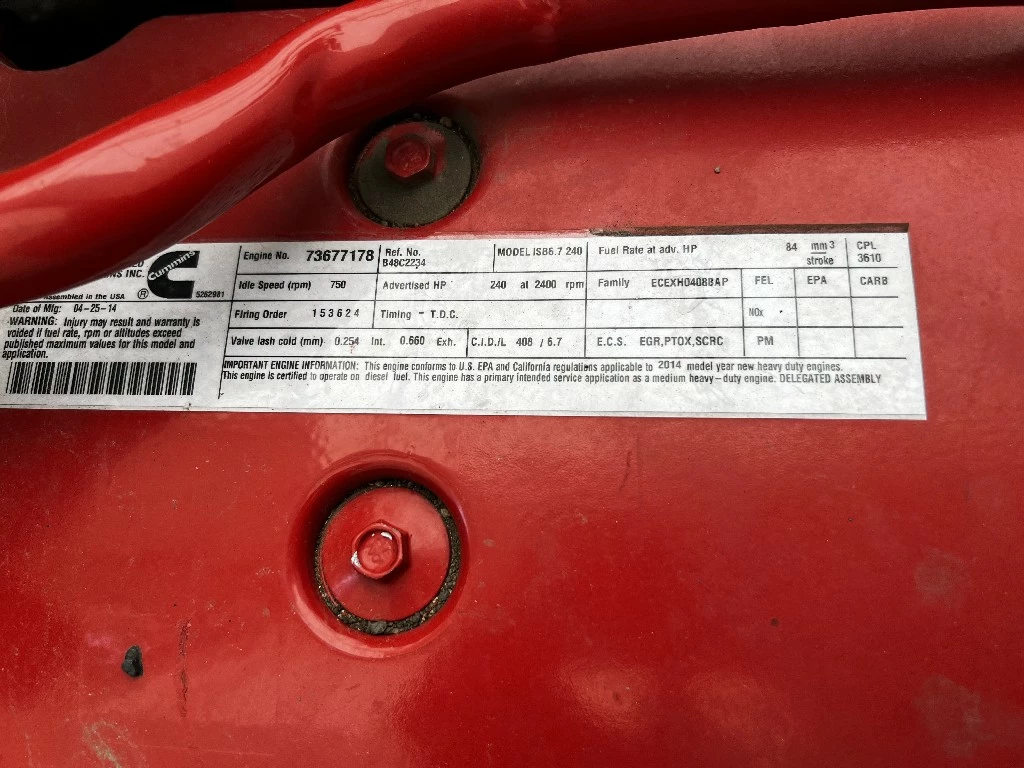 Engine No. 73677178 Ref. No. B48C2234 MODEL ISB6.7 240 Fuel Rate at adv. HP 84 mm3 stroke CPL 3610
INC.
Cummins
Assembled in the USA ® 5262981
Idle Speed (rpm) 750 Advertised HP 240 at 2400 rpm Family ECEXH0408BAP FEL EPA CARB
Date of Mfg: 04-25-14
Firing Order 153624 Timing - T.D.C. NOx
-WARNING: Injury may result and warranty is
voided if fuel rate, rpm or altitudes exceed
published maximum values for this model and
application.
Valve lash cold (mm) 0.254 Int. 0.660 Exh. C.I.D./L 408 / 6.7 E.C.S. EGR,PTOX,SCRC PM
IMPORTANT ENGINE INFORMATION: This engine conforms to U.S. EPA and California regulations applicable to 2014 model year new heavy duty engines.
This engine is certified to operate on diesel fuel. This engine has a primary intended service application as a medium heavy-duty engine. DELEGATED ASSEMBLY